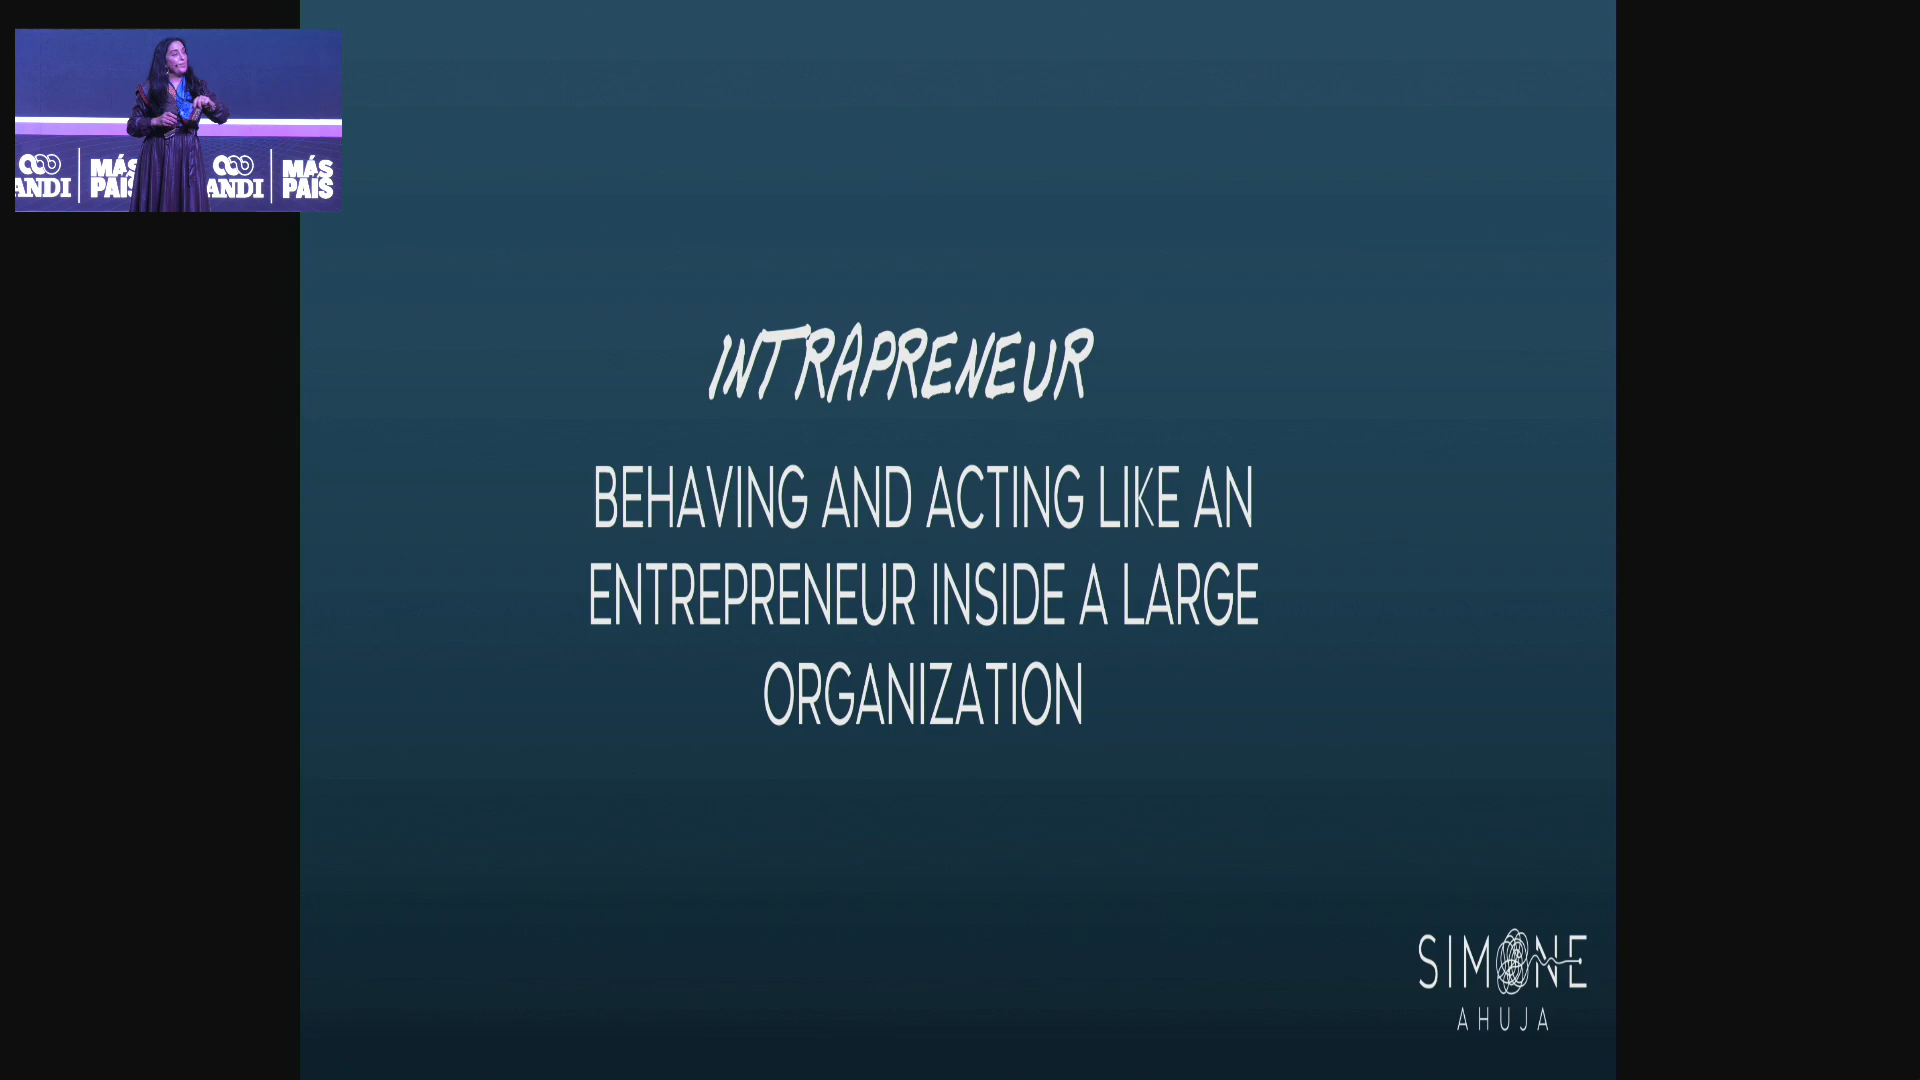 ANDI
MÁS
PAÍS
ANDI
MÁS
PAÍS
INTRAPRENEUR
BEHAVING AND ACTING LIKE AN
ENTREPRENEUR INSIDE A LARGE
ORGANIZATION
SIMONE
AHUJA